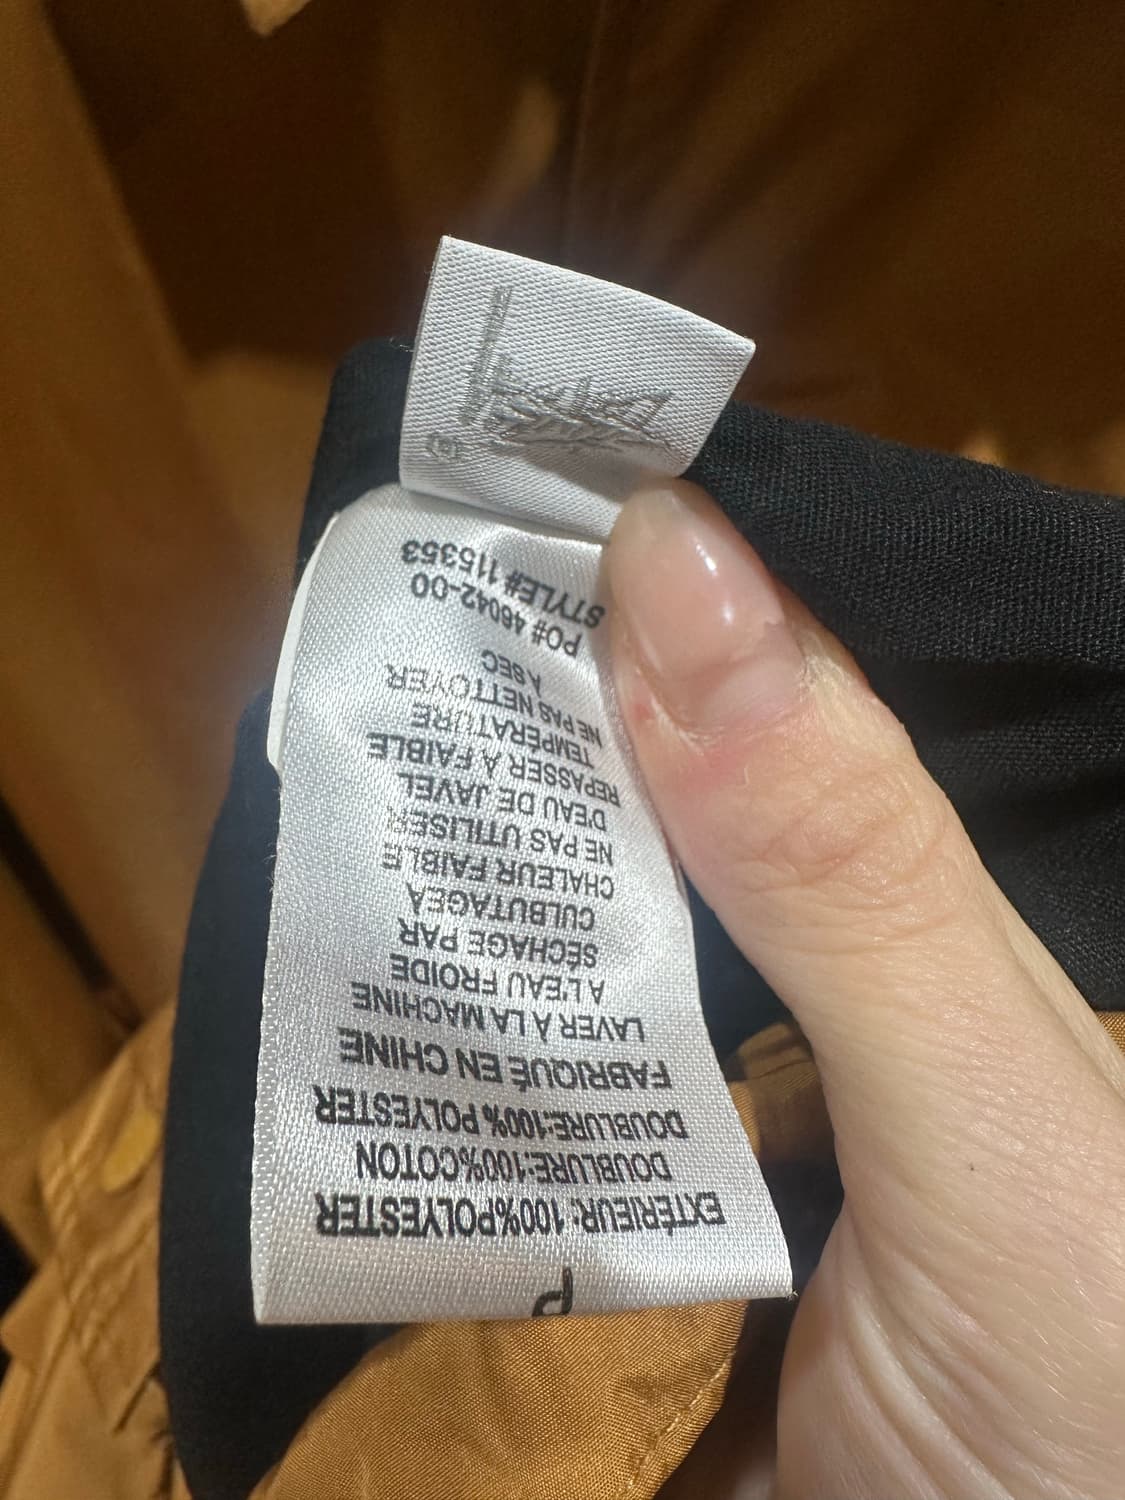 P
EXTÉRIEUR: 100%POLYESTER
DOUBLURE:100%COTON
DOUBLURE:100% POLYESTER
FABRIQUÉ EN CHINE
LAVER À LA MACHINE
À L'EAU FROIDE
SÉCHAGE PAR
CULBUTAGEÀ
CHALEUR FAIBLE
NE PAS UTILISER
D'EAU DE JAVEL
REPASSER À FAIBLE
TEMPÉRATURE
NE PAS NETTOYER
À SEC
PO# 46042-00
STYLE# 115353